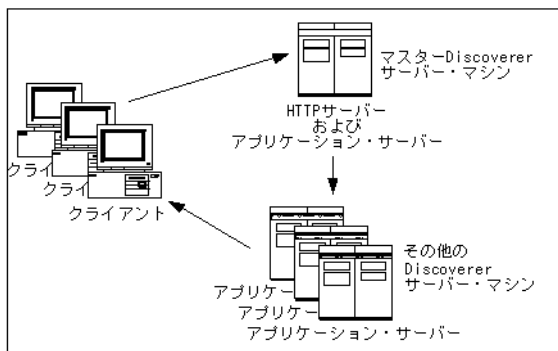 マスターDiscoverer
サーバー・マシン
HTTPサーバー
および
アプリケーション・サーバー
クライ
クライ
クライアント
その他の
Discoverer
サーバー・マシン
アプリケー
アプリケー
アプリケーション・サーバー